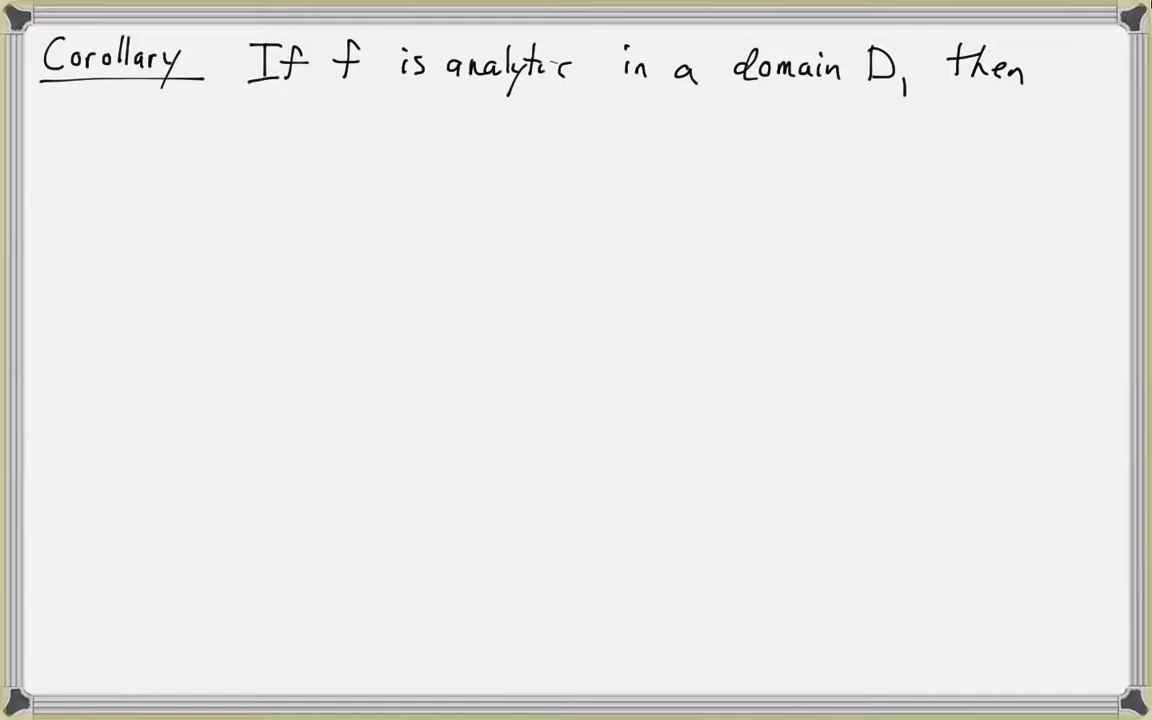 Corollary If f is analytic in a domain D, then